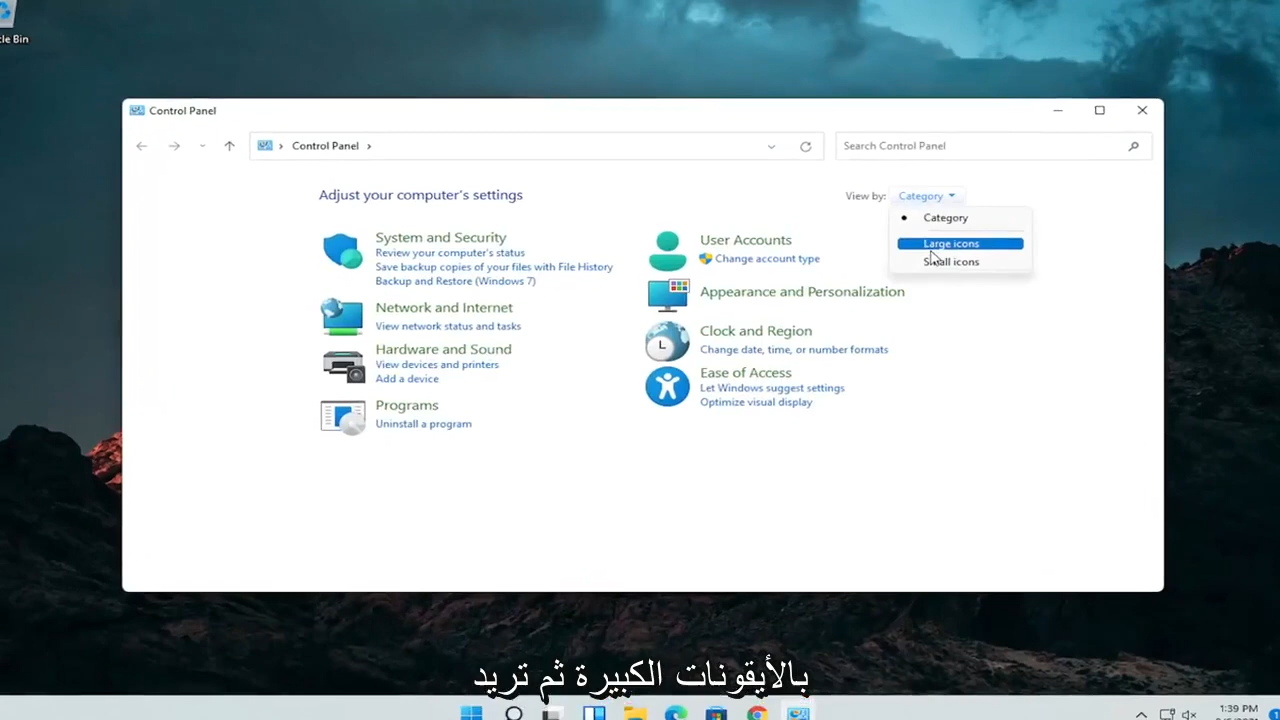 cle Bin
Control Panel
Control Panel
Search Control Panel
Adjust your computer's settings
View by: Category
Category
Large icons
Small icons
System and Security
Review your computer's status
Save backup copies of your files with File History
Backup and Restore (Windows 7)
Network and Internet
View network status and tasks
Hardware and Sound
View devices and printers
Add a device
Programs
Uninstall a program
User Accounts
Change account type
Appearance and Personalization
Clock and Region
Change date, time, or number formats
Ease of Access
Let Windows suggest settings
Optimize visual display
بالأيقونات الكبيرة ثم تريد
1:39 PM